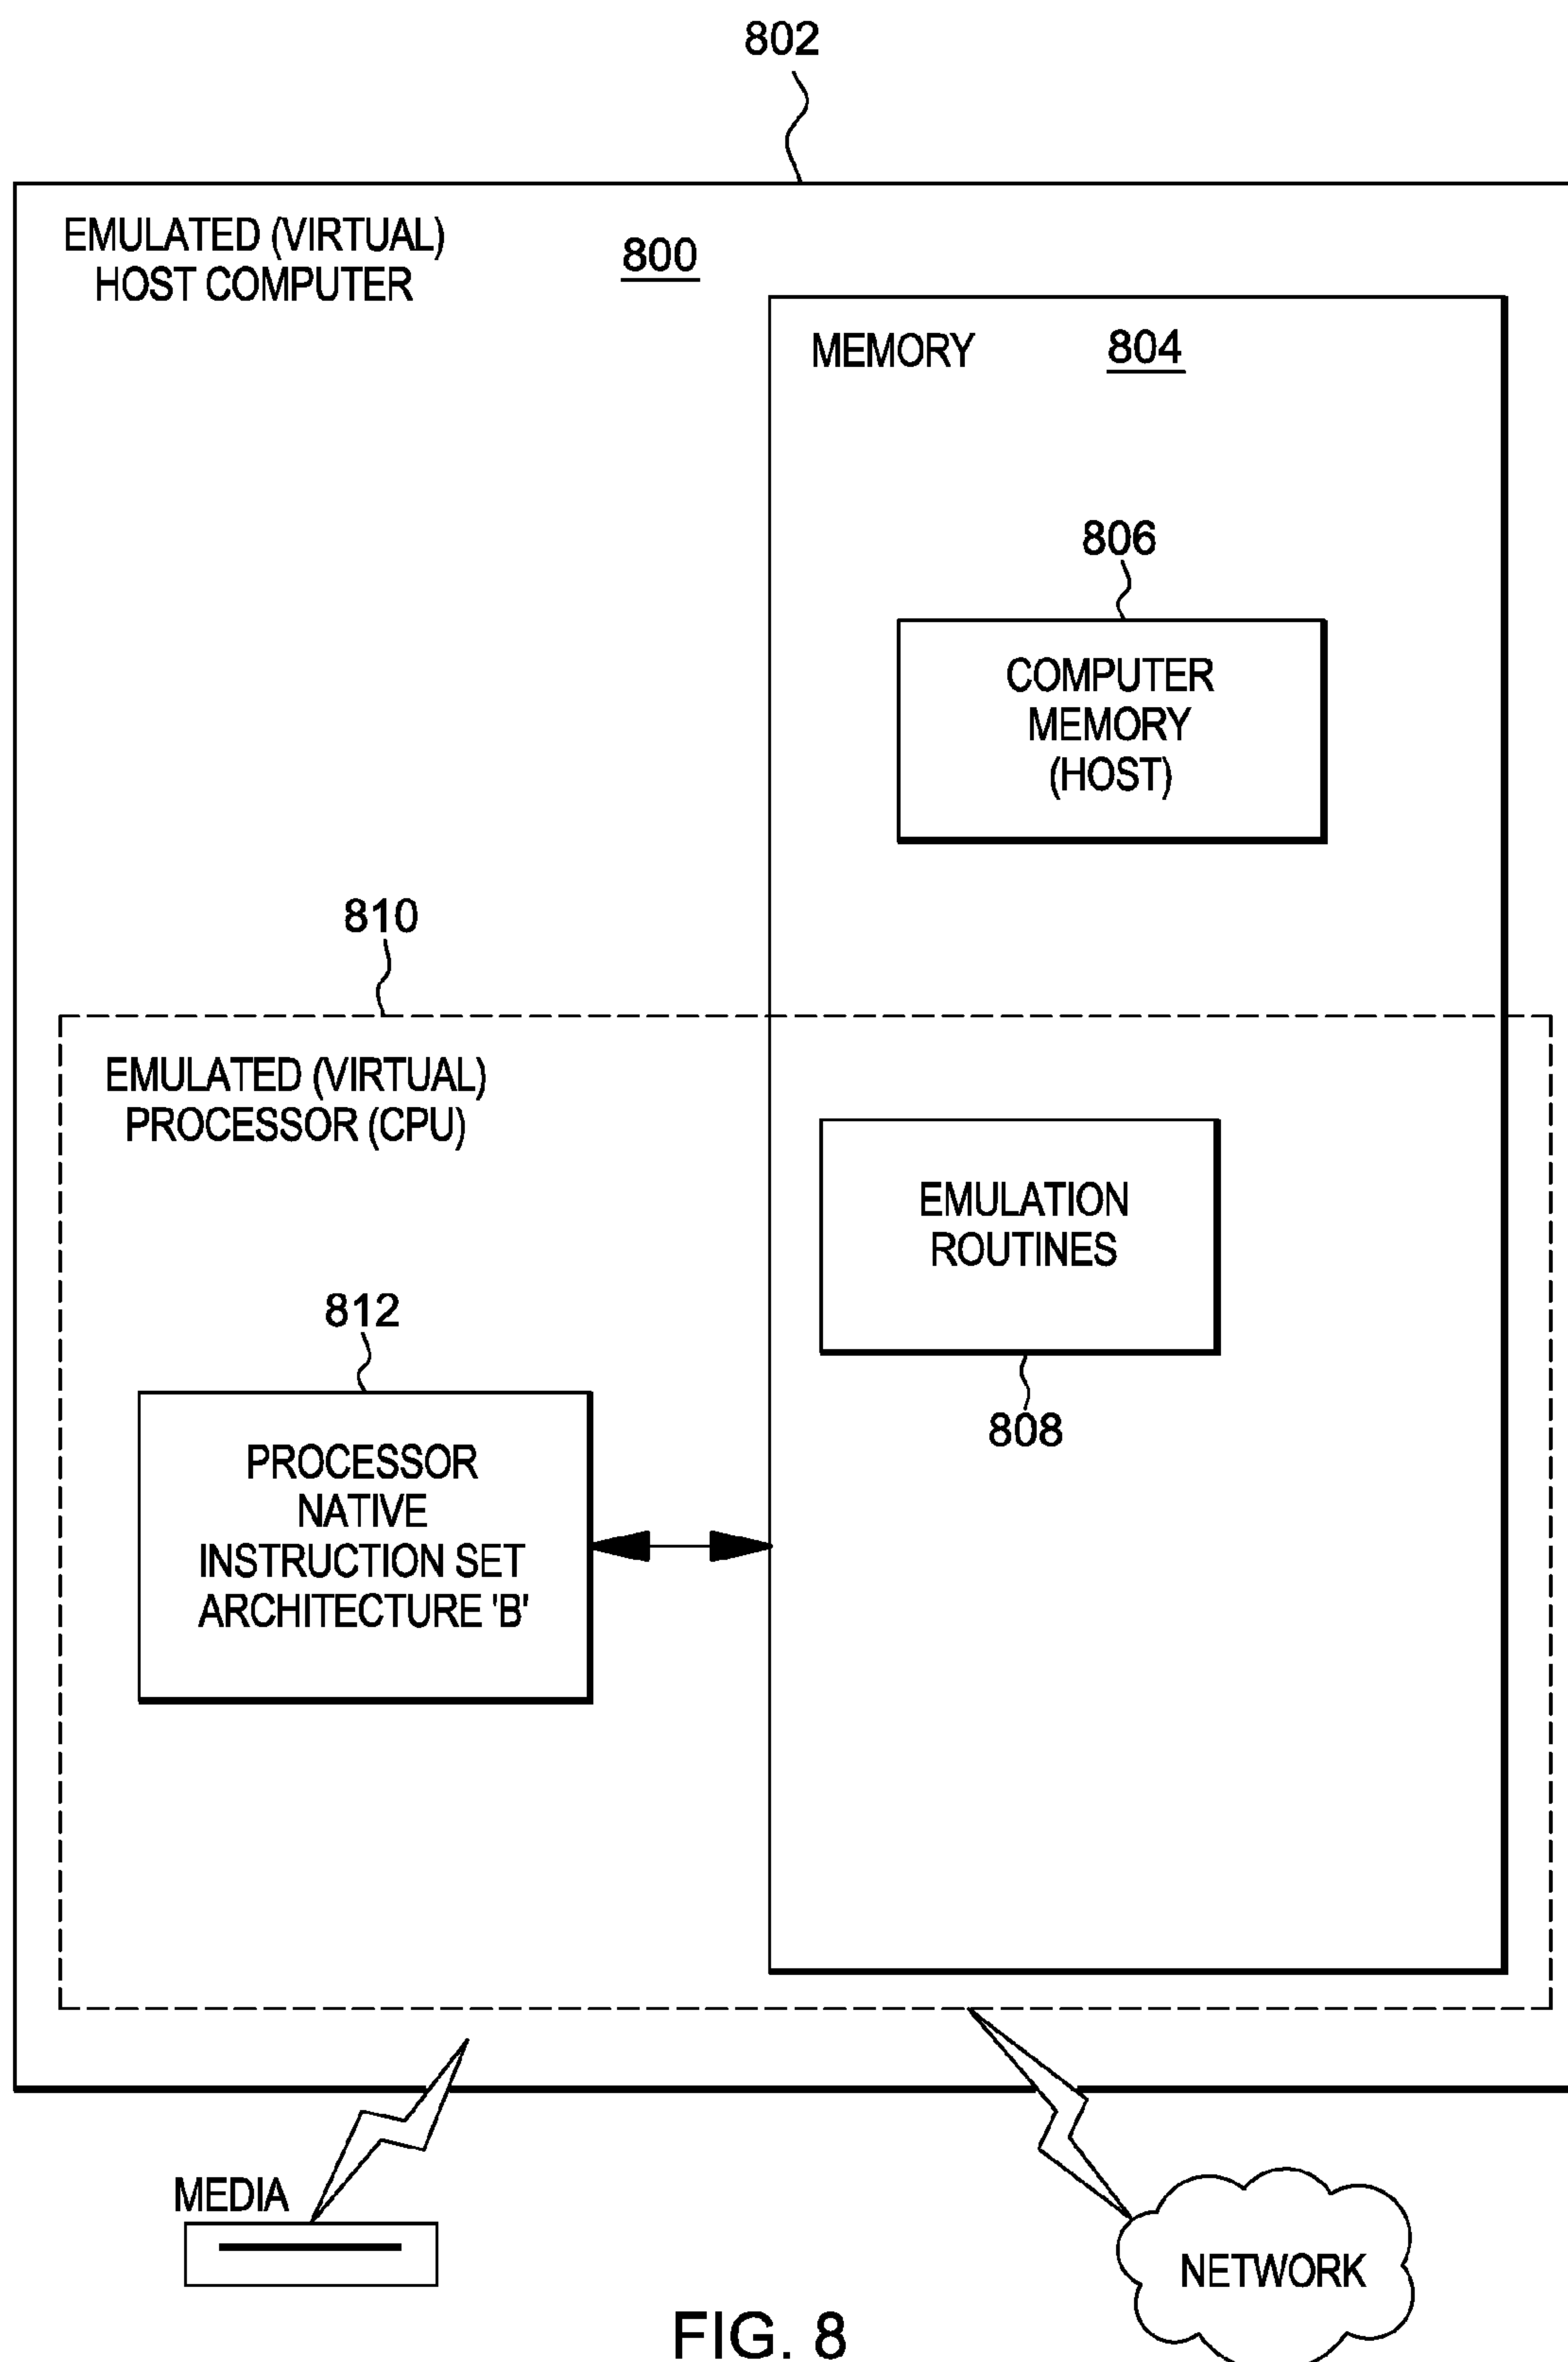 802
EMULATED (VIRTUAL)
HOST COMPUTER
800
MEMORY
804
806
COMPUTER
MEMORY
(HOST)
810
EMULATED (VIRTUAL)
PROCESSOR (CPU)
EMULATION
ROUTINES
808
812
PROCESSOR
NATIVE
INSTRUCTION SET
ARCHITECTURE 'B'
MEDIA
NETWORK
FIG. 8